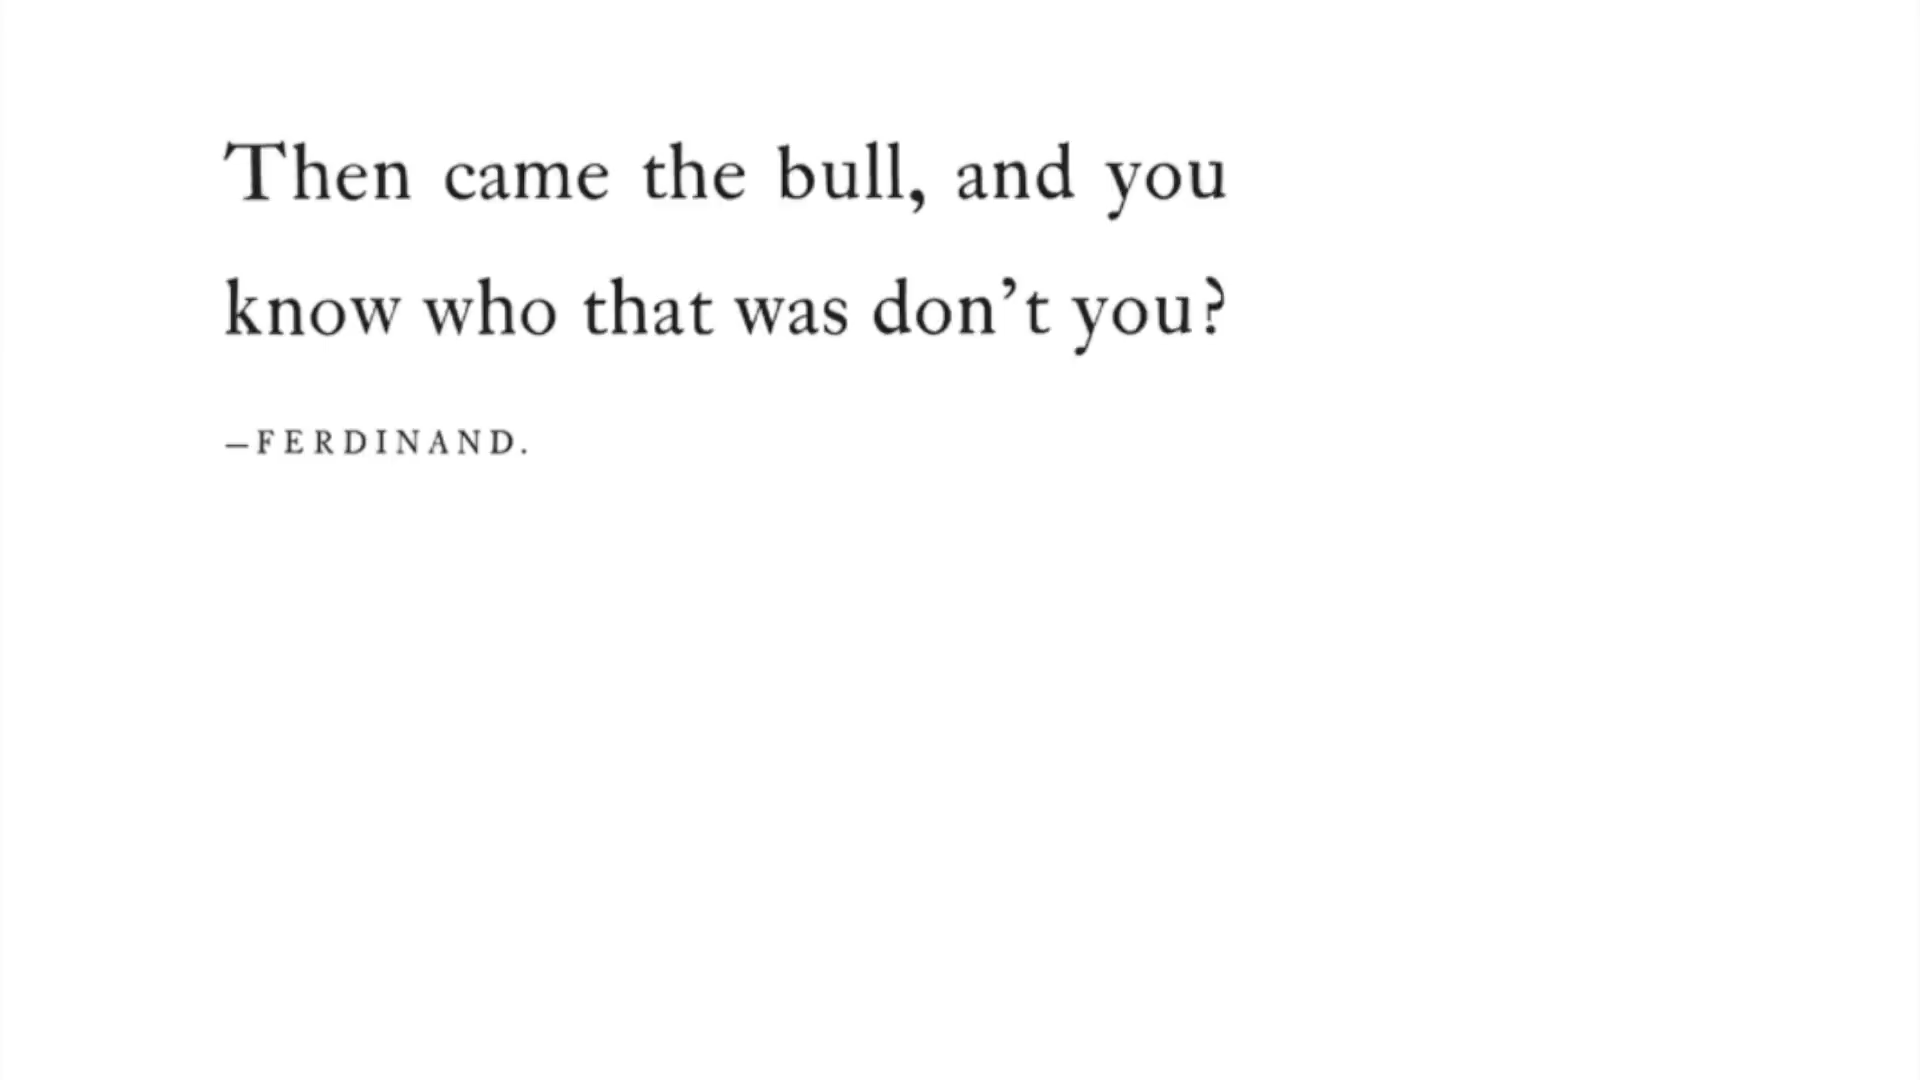 Then came the bull, and you
know who that was don’t you?
–FERDINAND.